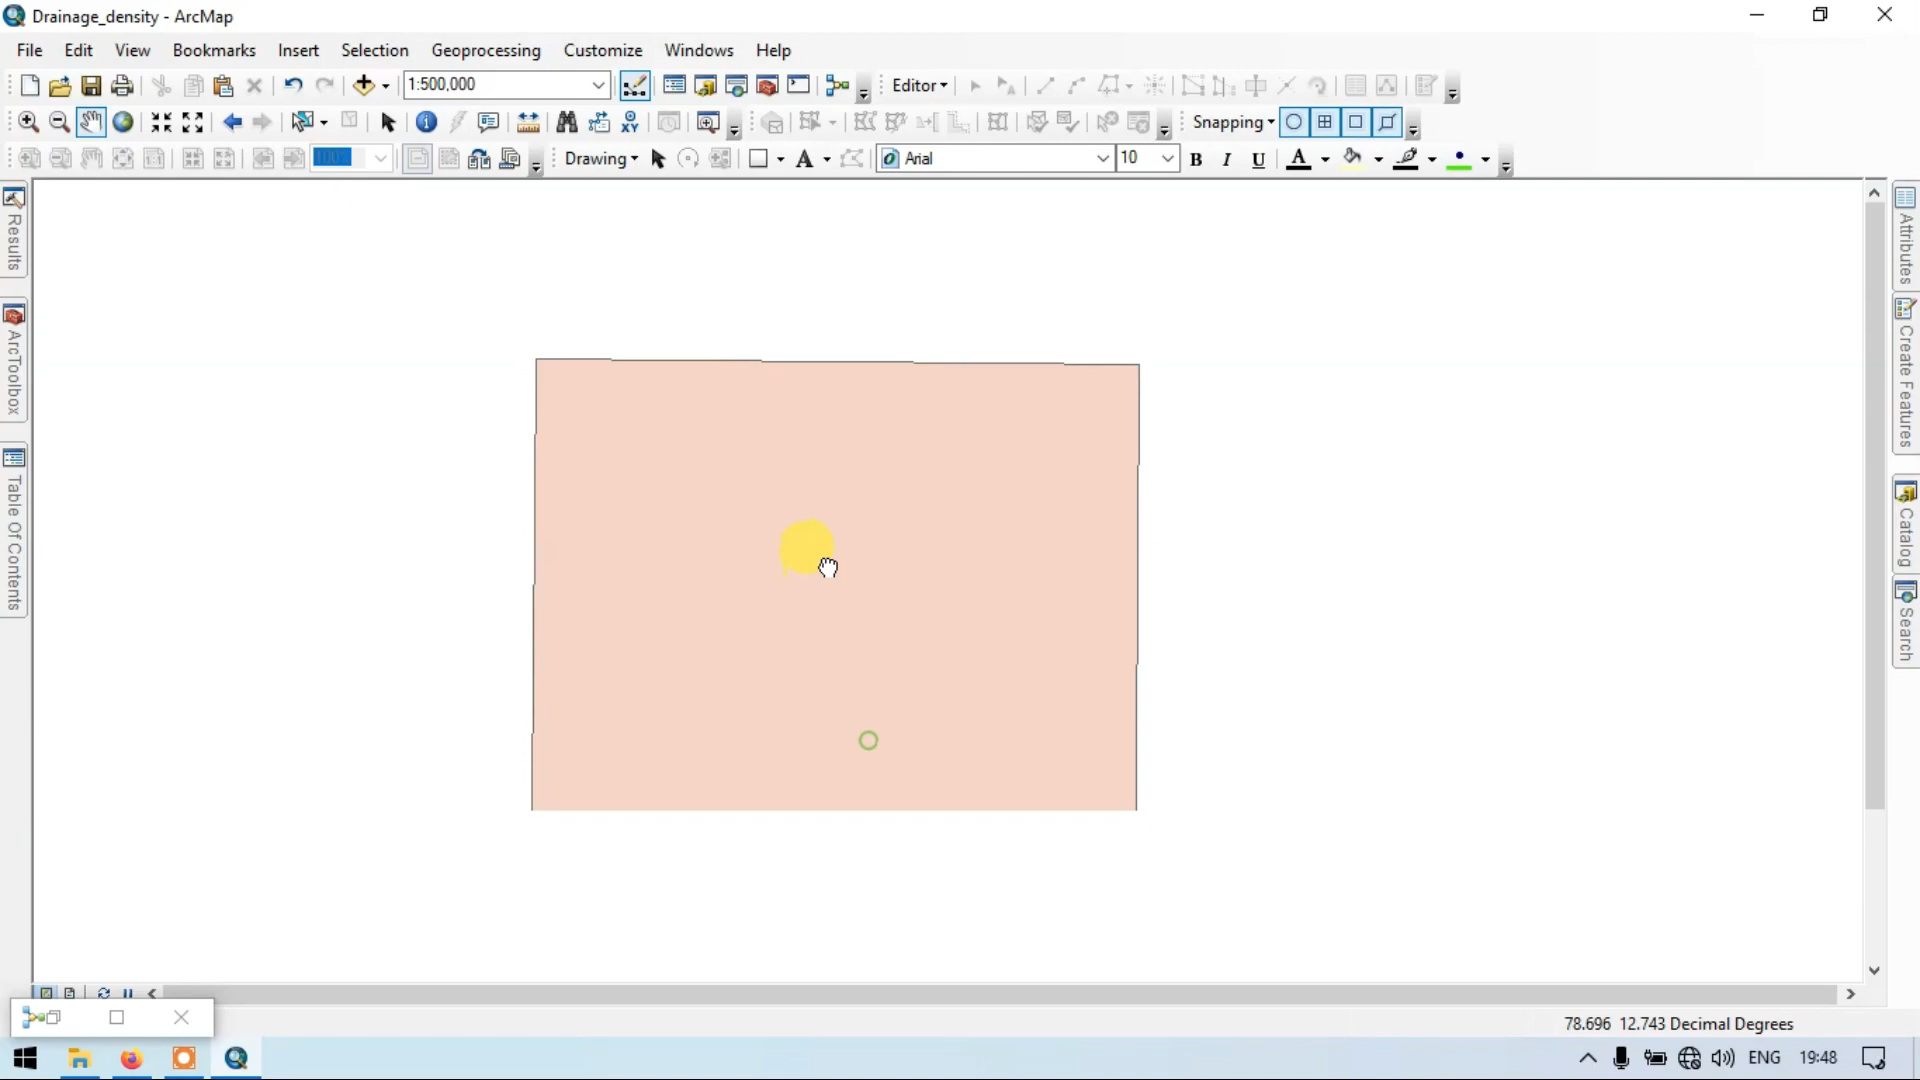 Drainage_density - ArcMap
File Edit View Bookmarks Insert Selection Geoprocessing Customize Windows Help
1:500,000
Editor
Snapping
100%
Drawing
Arial
10
B I U A
Results
ArcToolbox
Table Of Contents
Attributes
Create Features
Catalog
Search
78.696 12.743 Decimal Degrees
ENG 19:48